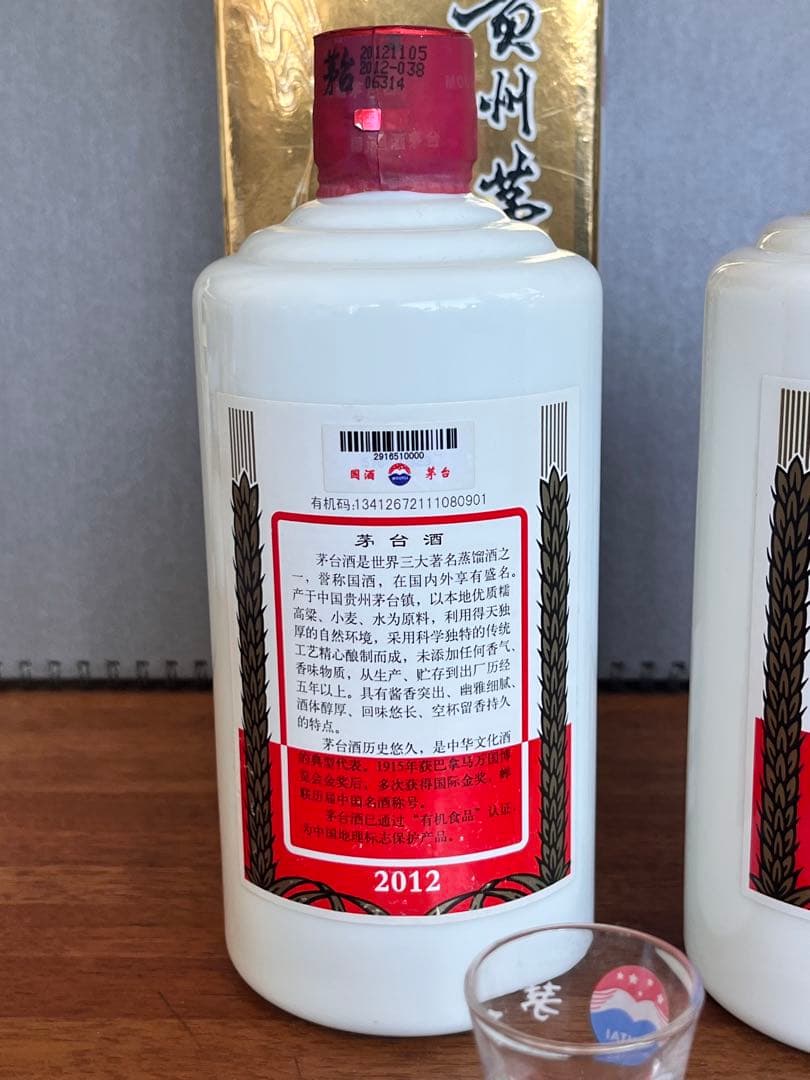 贵州茅
茅台
20121105
2012-038
06314
2916510000
国酒
茅台
有机码:13412672111080901
茅台酒
茅台酒是世界三大著名蒸馏酒之
一，誉称国酒，在国内外享有盛名。
产于中国贵州茅台镇，以本地优质糯
高粱、小麦、水为原料，利用得天独
厚的自然环境，采用科学独特的传统
工艺精心酿制而成，未添加任何香气、
香味物质，从生产、贮存到出厂历经
五年以上。具有酱香突出、幽雅细腻、
酒体醇厚、回味悠长、空杯留香持久
的特点。
茅台酒历史悠久，是中华文化酒
的典型代表。1915年获巴拿马万国博
览会金奖后，多次获得国际金奖，蝉
联历届中国名酒称号。
茅台酒已通过“有机食品”认证，
为中国地理标志保护产品。
2012
茅